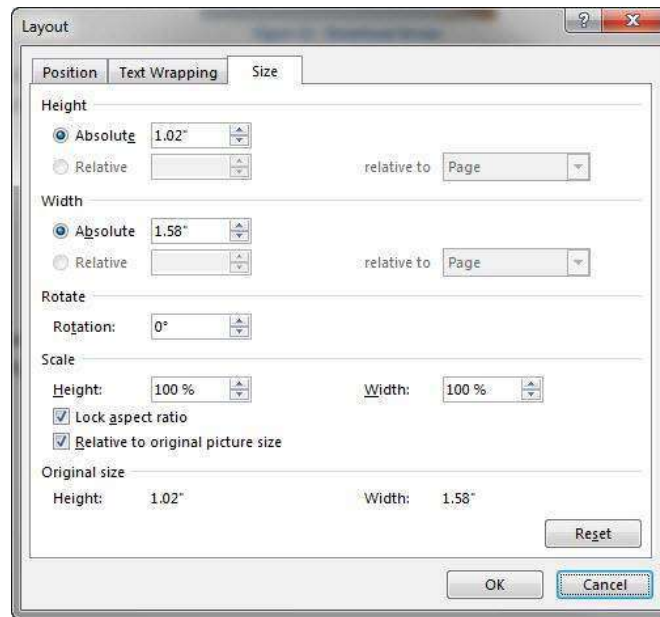 Layout
?
Position Text Wrapping Size
Height
Absolute 1.02"
Relative relative to Page
Width
Absolute 1.58"
Relative relative to Page
Rotate
Rotation: 0°
Scale
Height: 100 % Width: 100 %
Lock aspect ratio
Relative to original picture size
Original size
Height: 1.02" Width: 1.58"
Reset
OK Cancel